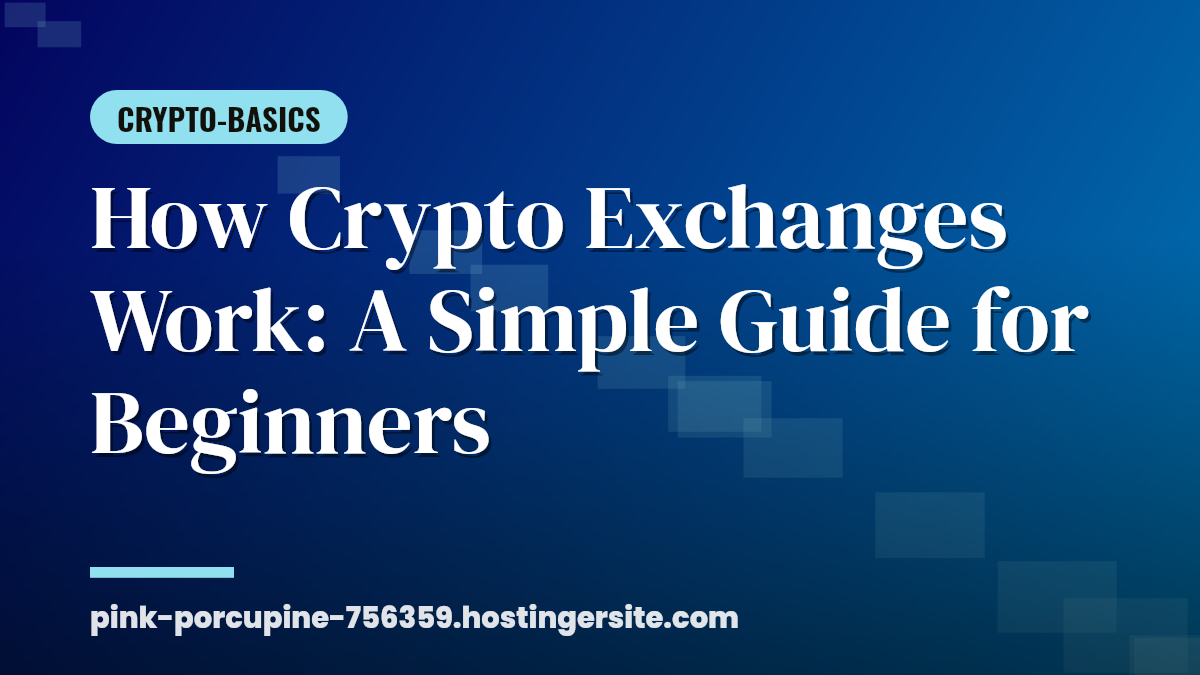 CRYPTO-BASICS
How Crypto Exchanges
Work: A Simple Guide for
Beginners
pink-porcupine-756359.hostingersite.com